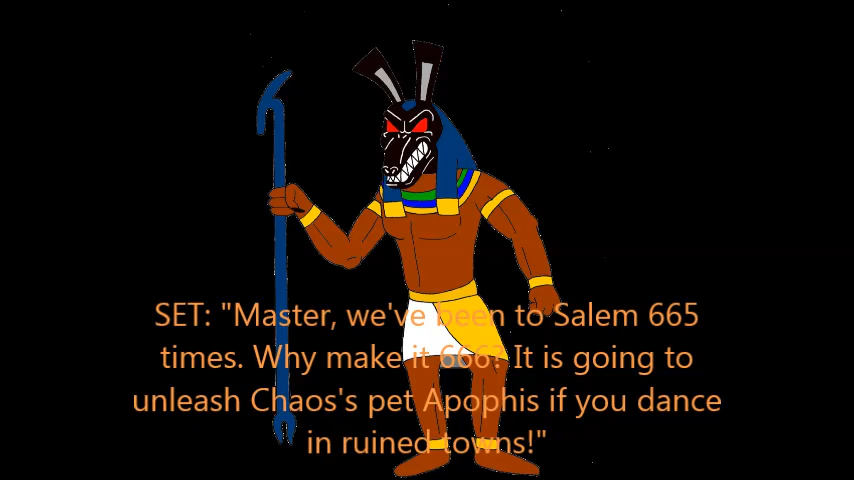 SET: "Master, we've been to Salem 665
times. Why make it 666? It is going to
unleash Chaos's pet Apophis if you dance
in ruined towns!"